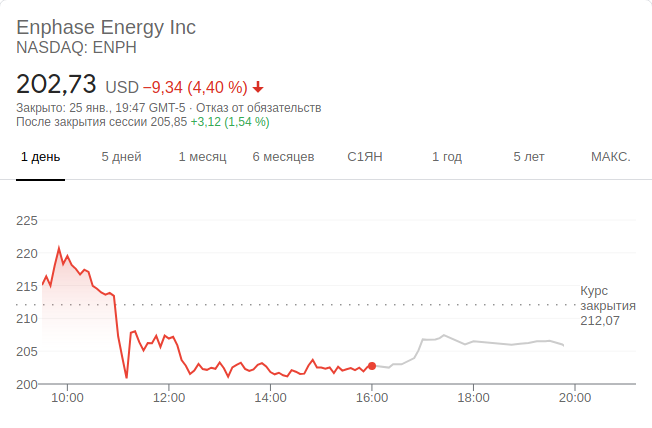 Enphase Energy Inc
NASDAQ: ENPH
202,73 USD −9,34 (4,40 %)
Закрыто: 25 янв., 19:47 GMT-5 · Отказ от обязательств
После закрытия сессии 205,85 +3,12 (1,54 %)
1 день 5 дней 1 месяц 6 месяцев С1ЯН 1 год 5 лет МАКС.
225
220
215
210
205
200
Курс
закрытия
212,07
10:00 12:00 14:00 16:00 18:00 20:00